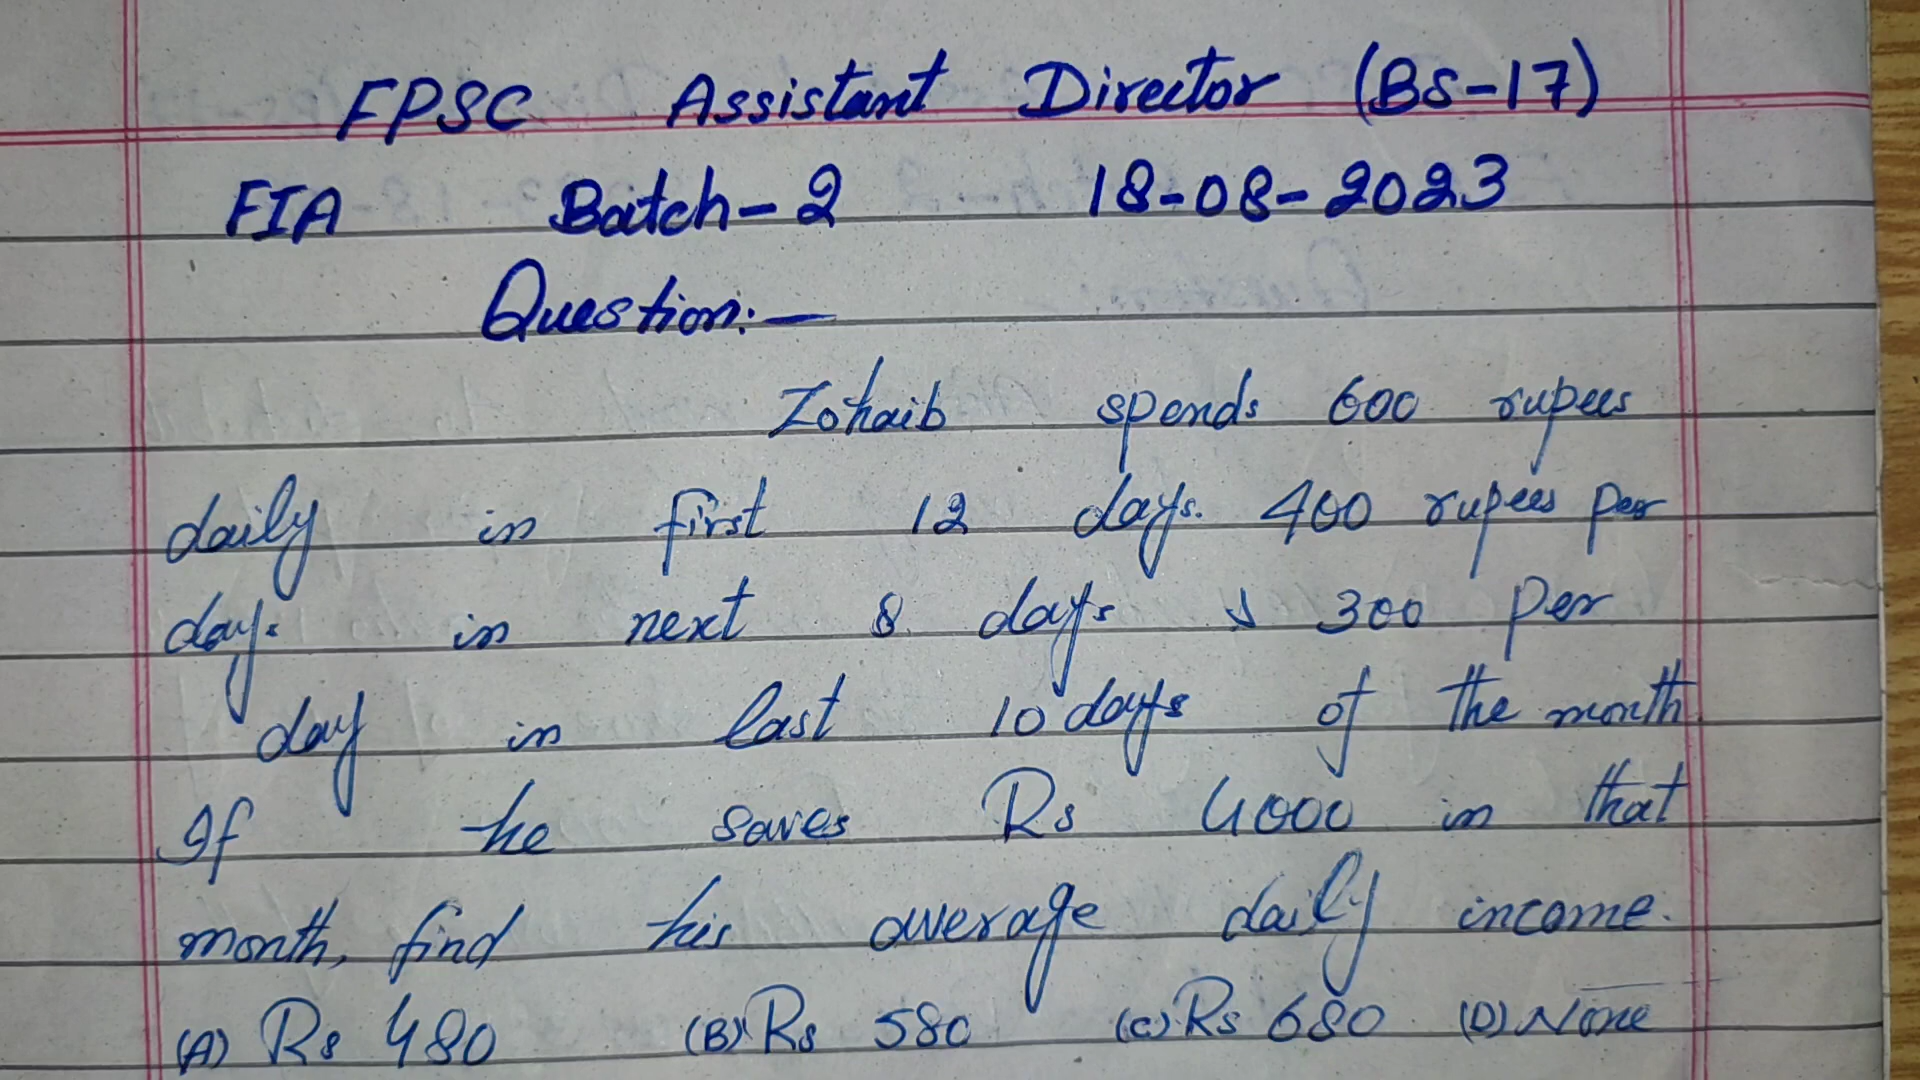 FPSC Assistant Director (BS-17)
FIA Batch-2 18-08-2023
Question:-
Zohaib spends 600 rupees
daily in first 12 days. 400 rupees per
day. in next 8 days & 300 per
day in last 10 days of the month
If he saves Rs 4000 in that
month, find his average daily income.
(A) Rs 480 (B) Rs 580 (C) Rs 680 (D) None